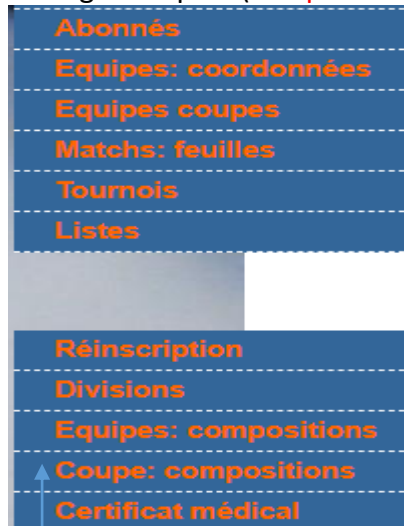 Abonnés
Equipes: coordonnées
Equipes coupes
Matchs: feuilles
Tournois
Listes
Réinscription
Divisions
Equipes: compositions
Coupe: compositions
Certificat médical